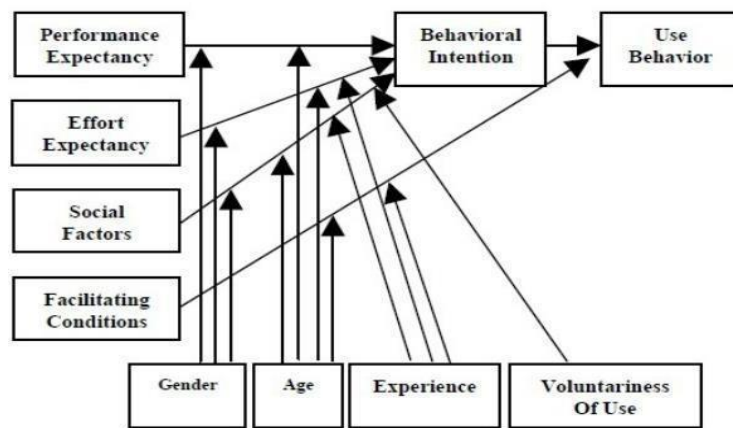 Performance
Expectancy
Behavioral
Intention
Use
Behavior
Effort
Expectancy
Social
Factors
Facilitating
Conditions
Gender
Age
Experience
Voluntariness
Of Use